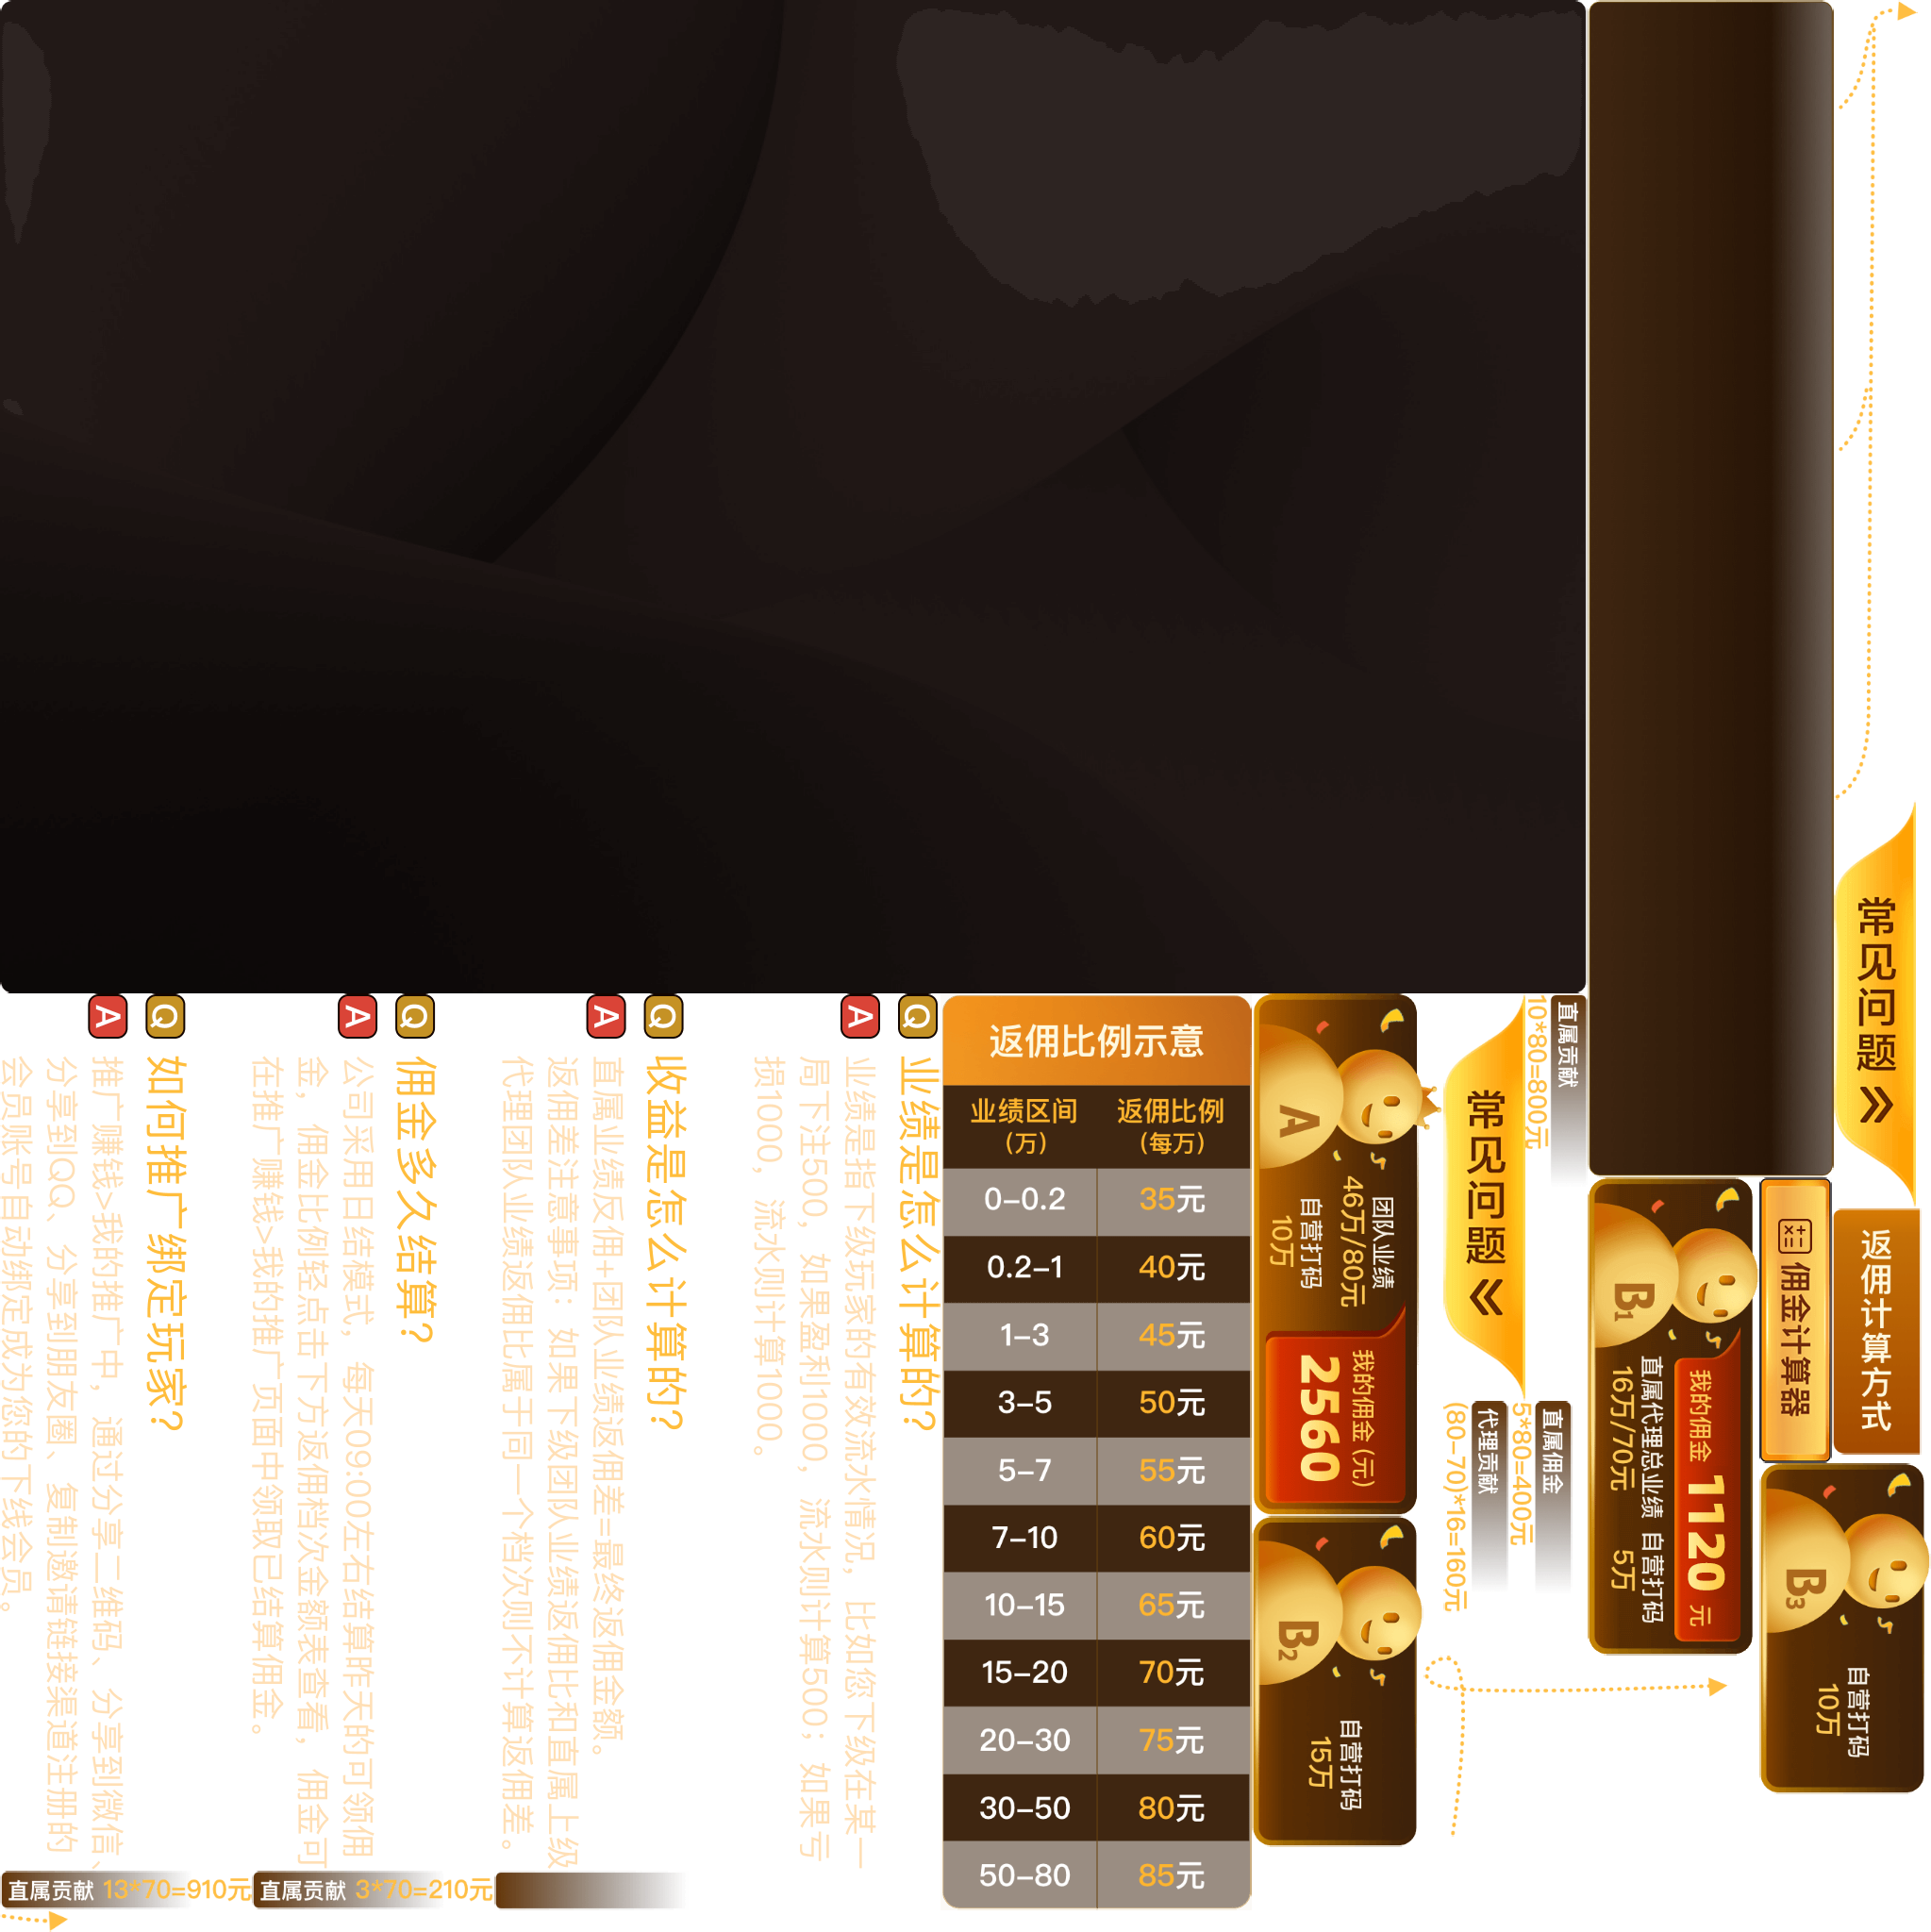 常见问题
返佣计算方式
佣金计算器
B3
自营打码
10万
B1
我的佣金 1120 元
直属代理总业绩 自营打码
16万/70元 5万
直属贡献
10*80=800元
常见问题
直属佣金
5*80=400元
代理贡献
(80-70)*16=160元
A
团队业绩
46万/80元
自营打码
10万
我的佣金(元)
2560
B2
自营打码
15万
返佣比例示意
业绩区间 返佣比例
(万) (每万)
0-0.2 35元
0.2-1 40元
1-3 45元
3-5 50元
5-7 55元
7-10 60元
10-15 65元
15-20 70元
20-30 75元
30-50 80元
50-80 85元
Q 业绩是怎么计算的?
A 业绩是指下级玩家的有效流水情况，比如您下级在某一
局下注500，如果盈利1000，流水则计算500；如果亏
损1000，流水则计算1000。
Q 收益是怎么计算的?
A 直属业绩反佣+团队业绩返佣差=最终返佣金额。
返佣差注意事项：如果下级团队业绩返佣比和直属上级
代理团队业绩返佣比属于同一个档次则不计算返佣差。
Q 佣金多久结算?
A 公司采用日结模式，每天09:00左右结算昨天的可领佣
金，佣金比例轻点击下方返佣档次金额表查看，佣金可
在推广赚钱>我的推广页面中领取已结算佣金。
Q 如何推广绑定玩家?
A 推广赚钱>我的推广中，通过分享二维码、分享到微信、
分享到QQ、分享到朋友圈、复制邀请链接渠道注册的
会员账号自动绑定成为您的下线会员。
直属贡献 13*70=910元
直属贡献 3*70=210元